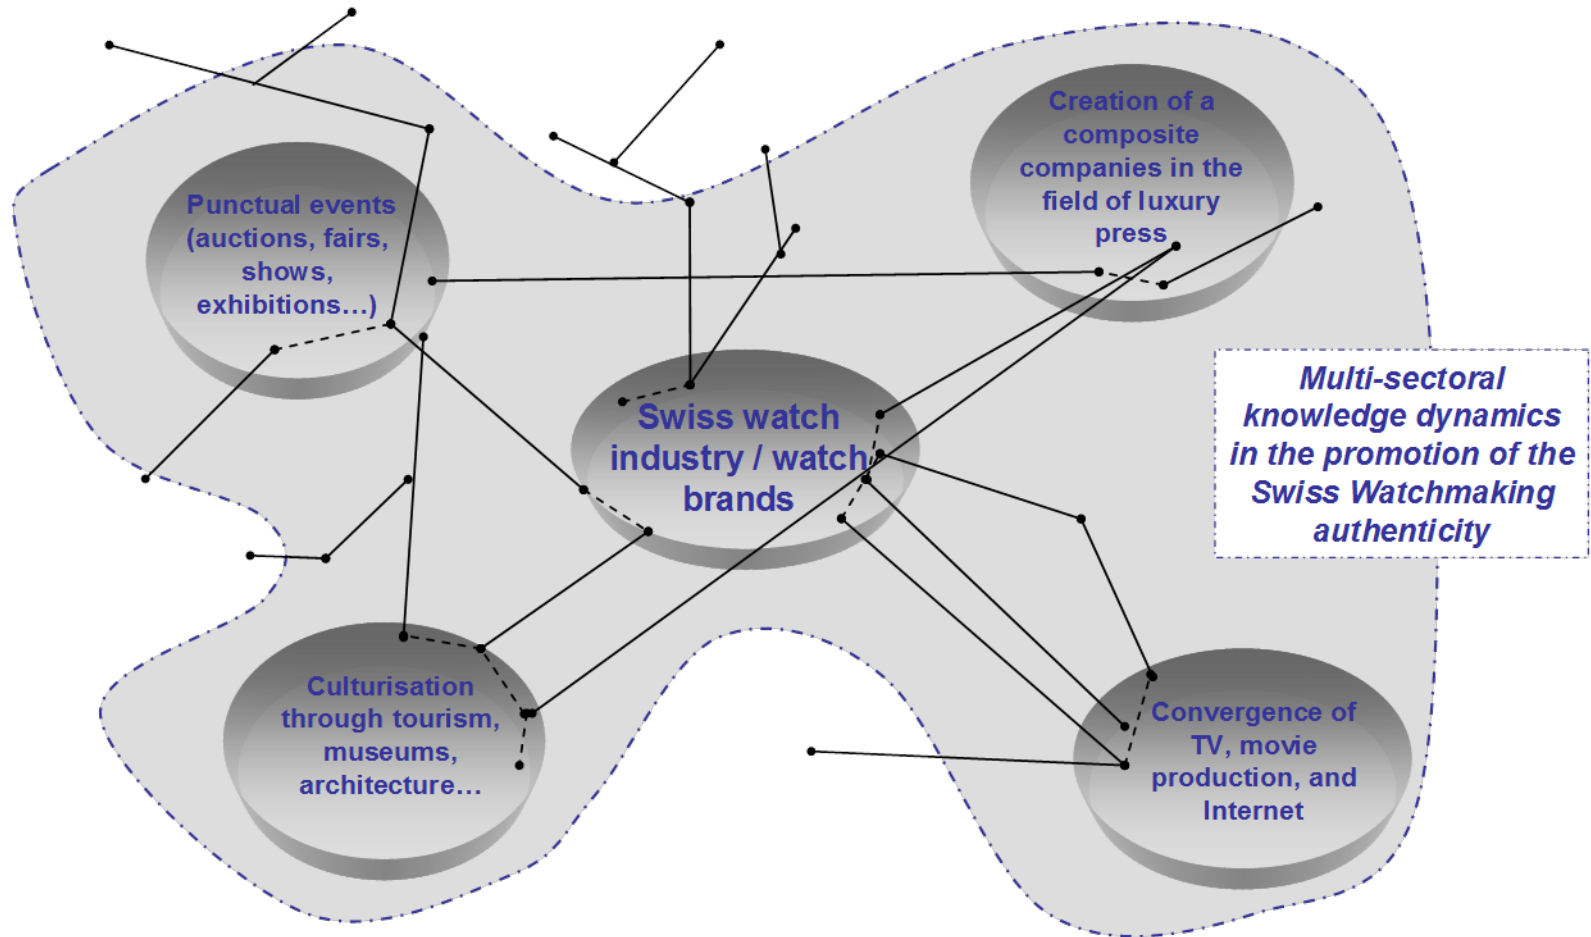 Punctual events
(auctions, fairs,
shows,
exhibitions…)
Creation of a
composite
companies in the
field of luxury
press
Swiss watch
industry / watch
brands
Multi-sectoral
knowledge dynamics
in the promotion of the
Swiss Watchmaking
authenticity
Culturisation
through tourism,
museums,
architecture…
Convergence of
TV, movie
production, and
Internet